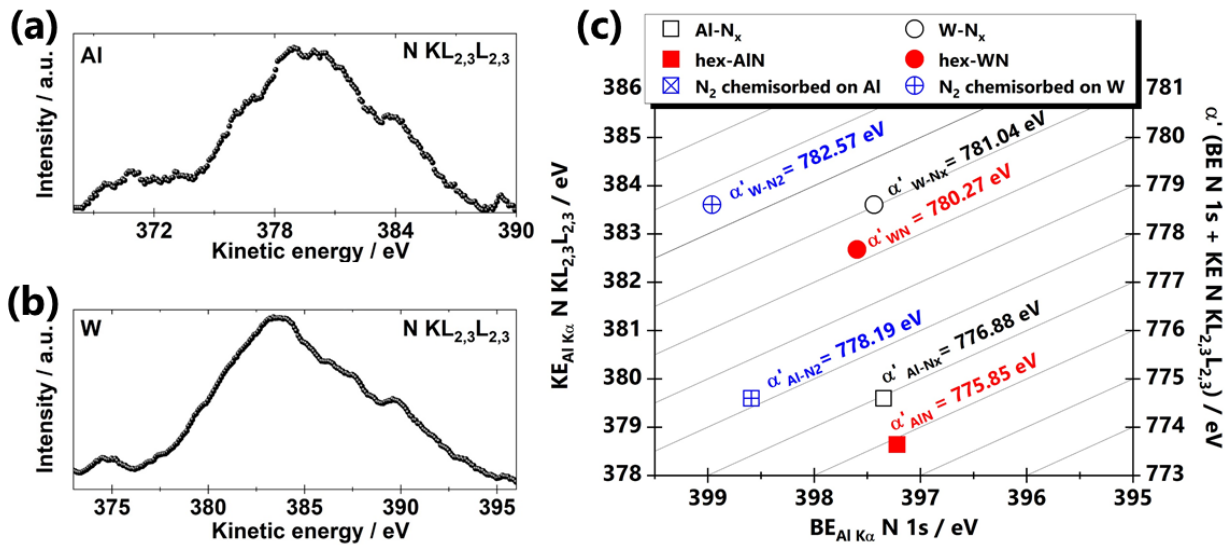 (a)
Al
N KL2,3L2,3
Intensity / a.u.
372 378 384 390
Kinetic energy / eV
(b)
W
N KL2,3L2,3
Intensity / a.u.
375 380 385 390 395
Kinetic energy / eV
(c)
Al-Nx W-Nx
hex-AlN hex-WN
N2 chemisorbed on Al N2 chemisorbed on W
386
385
384
383
382
381
380
379
378
KEAl Kα N KL2,3L2,3 / eV
α'W-N2= 782.57 eV
α'W-Nx= 781.04 eV
α'WN = 780.27 eV
α'Al-N2= 778.19 eV
α'Al-Nx= 776.88 eV
α'AlN = 775.85 eV
781
780
779
778
777
776
775
774
773
α' (BE N 1s + KE N KL2,3L2,3) / eV
399 398 397 396 395
BEAl Kα N 1s / eV